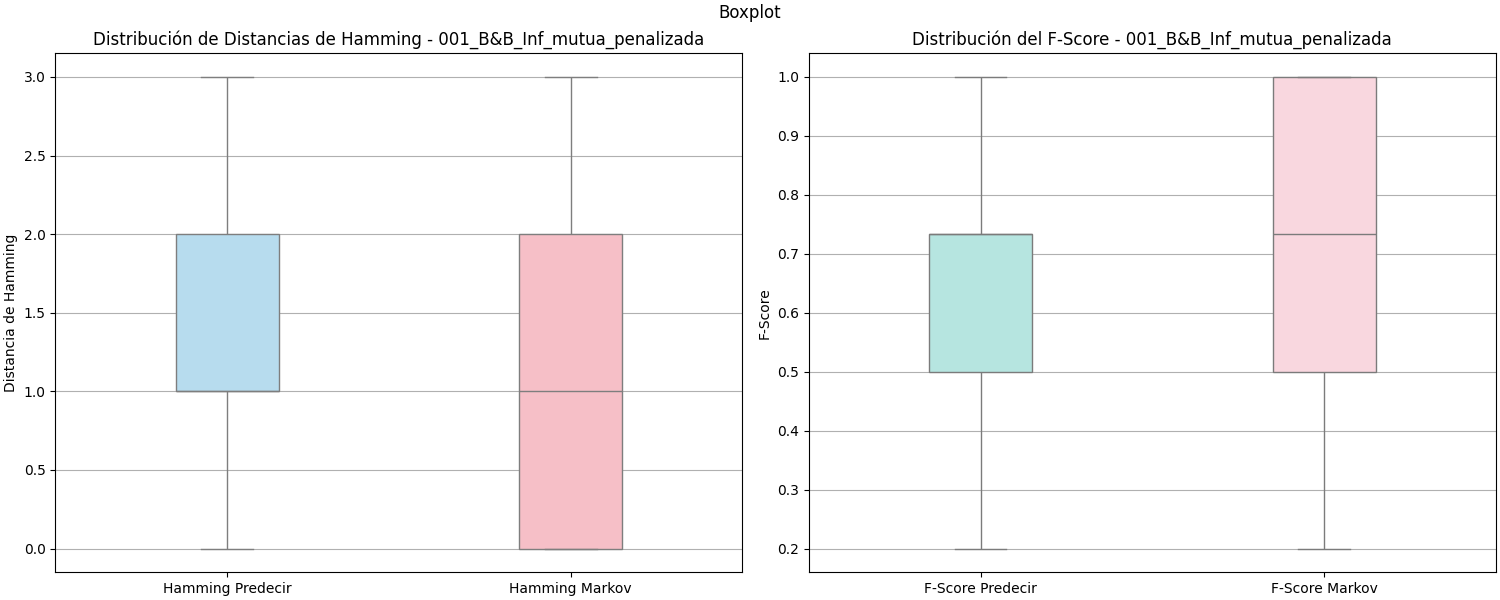 Boxplot
Distribución de Distancias de Hamming - 001_B&B_Inf_mutua_penalizada
Distancia de Hamming
3.0
2.5
2.0
1.5
1.0
0.5
0.0
Hamming Predecir
Hamming Markov
Distribución del F-Score - 001_B&B_Inf_mutua_penalizada
F-Score
1.0
0.9
0.8
0.7
0.6
0.5
0.4
0.3
0.2
F-Score Predecir
F-Score Markov